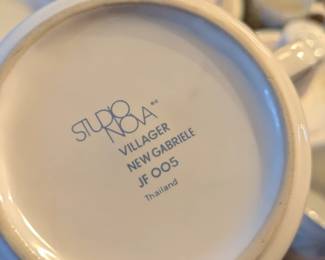 STUDIO
NOVA
VILLAGER
NEW GABRIELE
JF 005
Thailand